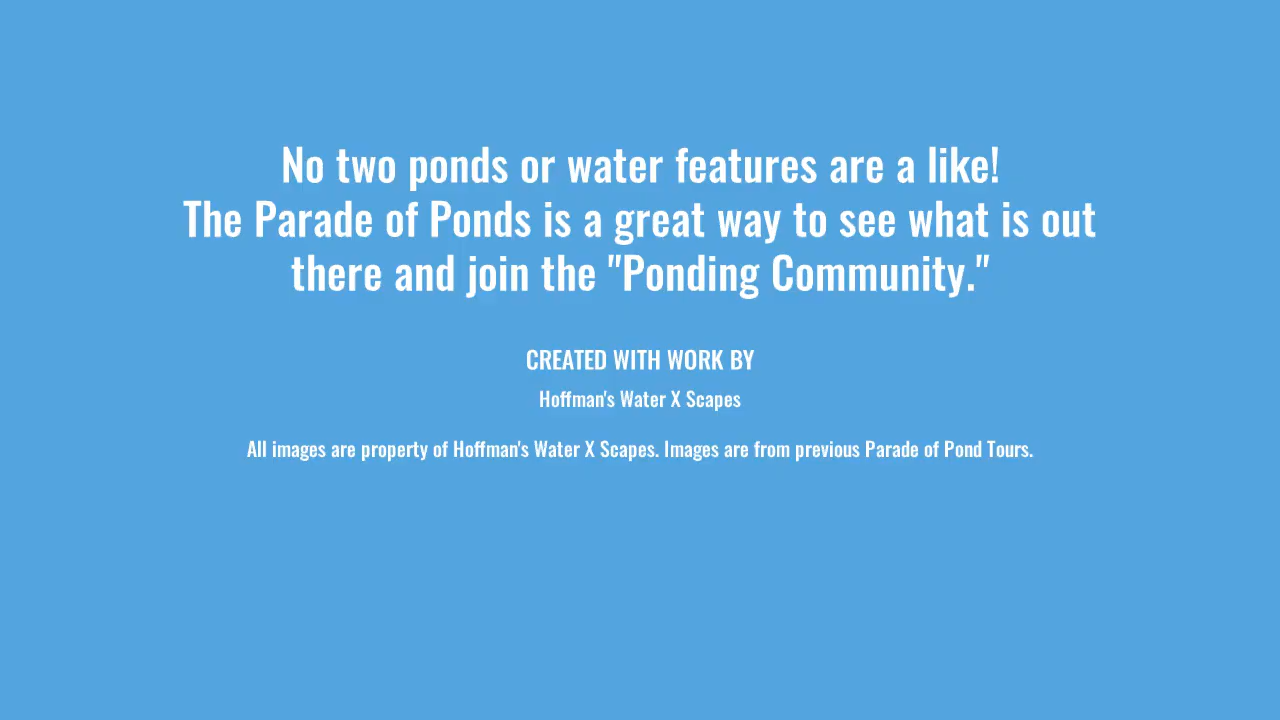 No two ponds or water features are a like!
The Parade of Ponds is a great way to see what is out
there and join the "Ponding Community."
CREATED WITH WORK BY
Hoffman's Water X Scapes
All images are property of Hoffman's Water X Scapes. Images are from previous Parade of Pond Tours.